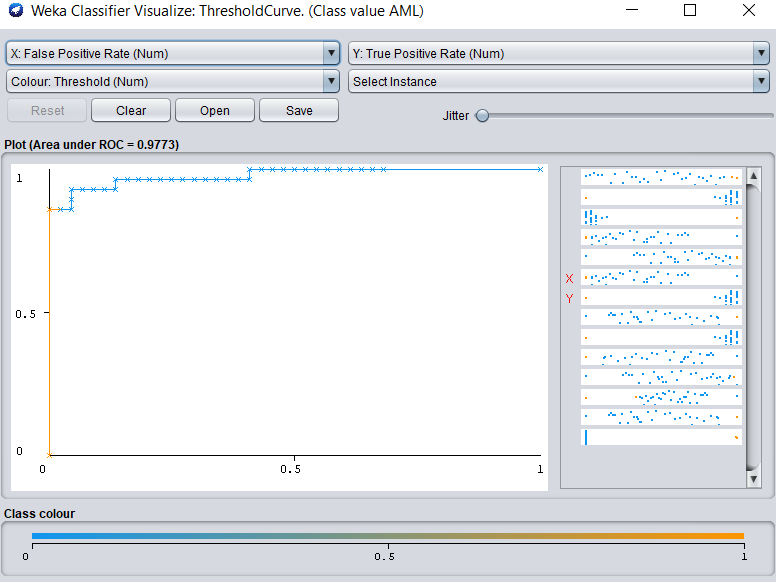 Weka Classifier Visualize: ThresholdCurve. (Class value AML)
X: False Positive Rate (Num) Y: True Positive Rate (Num)
Colour: Threshold (Num) Select Instance
Reset Clear Open Save Jitter
Plot (Area under ROC = 0.9773)
1
0.5
0
0 0.5 1
X
Y
Class colour
0 0.5 1